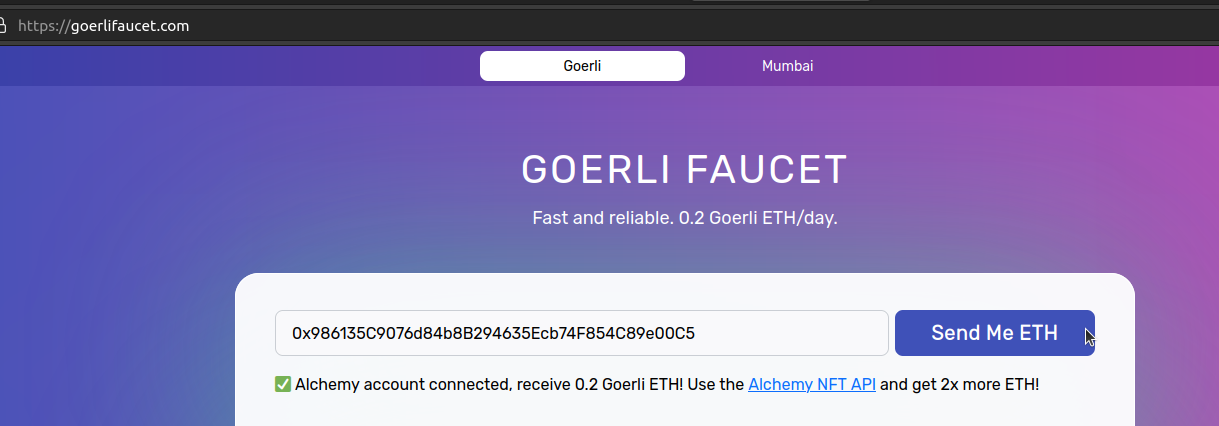 https://goerlifaucet.com
Goerli Mumbai
GOERLI FAUCET
Fast and reliable. 0.2 Goerli ETH/day.
0x986135C9076d84b8B294635Ecb74F854C89e00C5 Send Me ETH
Alchemy account connected, receive 0.2 Goerli ETH! Use the Alchemy NFT API and get 2x more ETH!